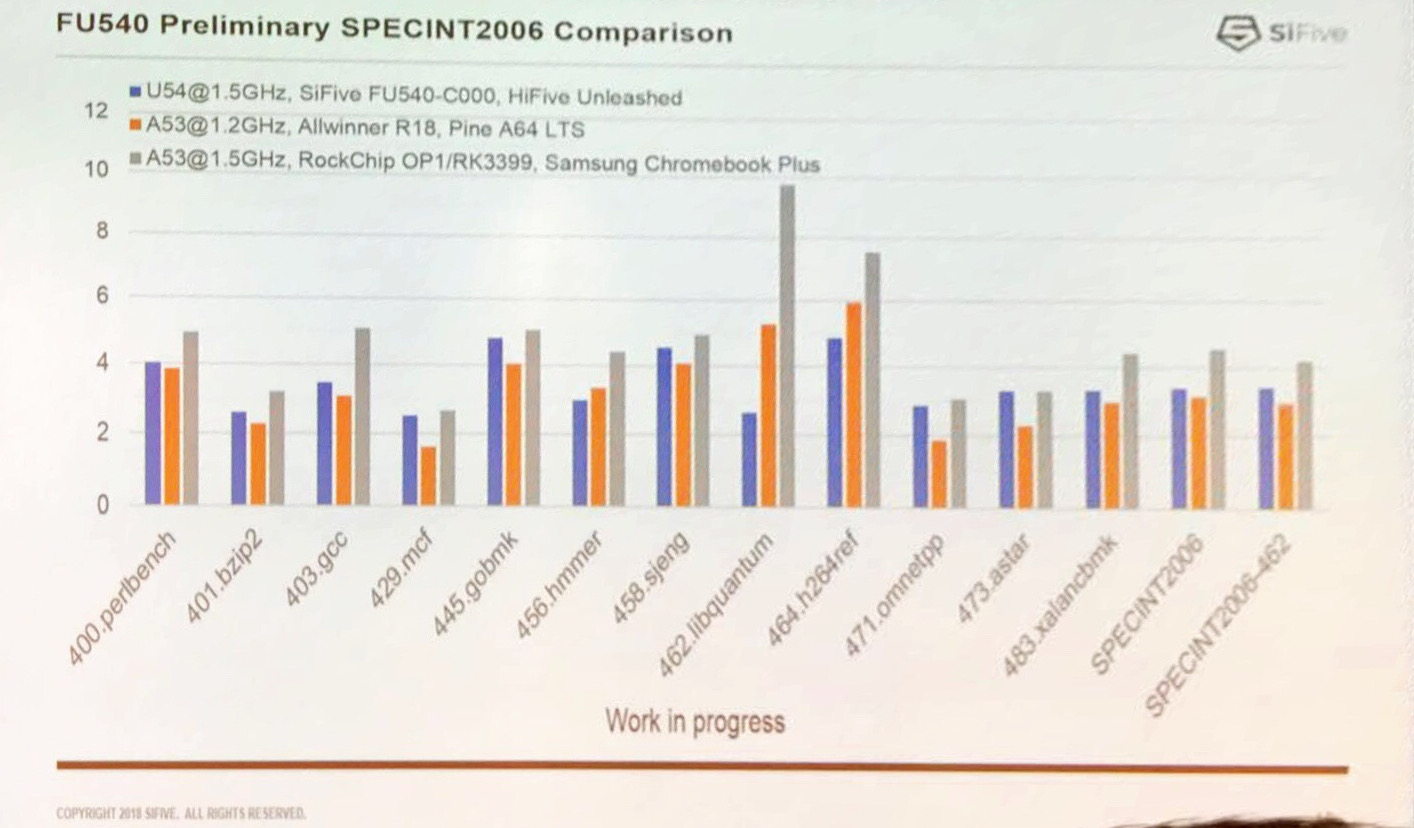 FU540 Preliminary SPECINT2006 Comparison
SiFive
U54@1.5GHz, SiFive FU540-C000, HiFive Unleashed
A53@1.2GHz, Allwinner R18, Pine A64 LTS
A53@1.5GHz, RockChip OP1/RK3399, Samsung Chromebook Plus
12
10
8
6
4
2
0
400.perlbench
401.bzip2
403.gcc
429.mcf
445.gobmk
456.hmmer
458.sjeng
462.libquantum
464.h264ref
471.omnetpp
473.astar
483.xalancbmk
SPECINT2006
SPECINT2006-462
Work in progress
COPYRIGHT 2018 SIFIVE. ALL RIGHTS RESERVED.